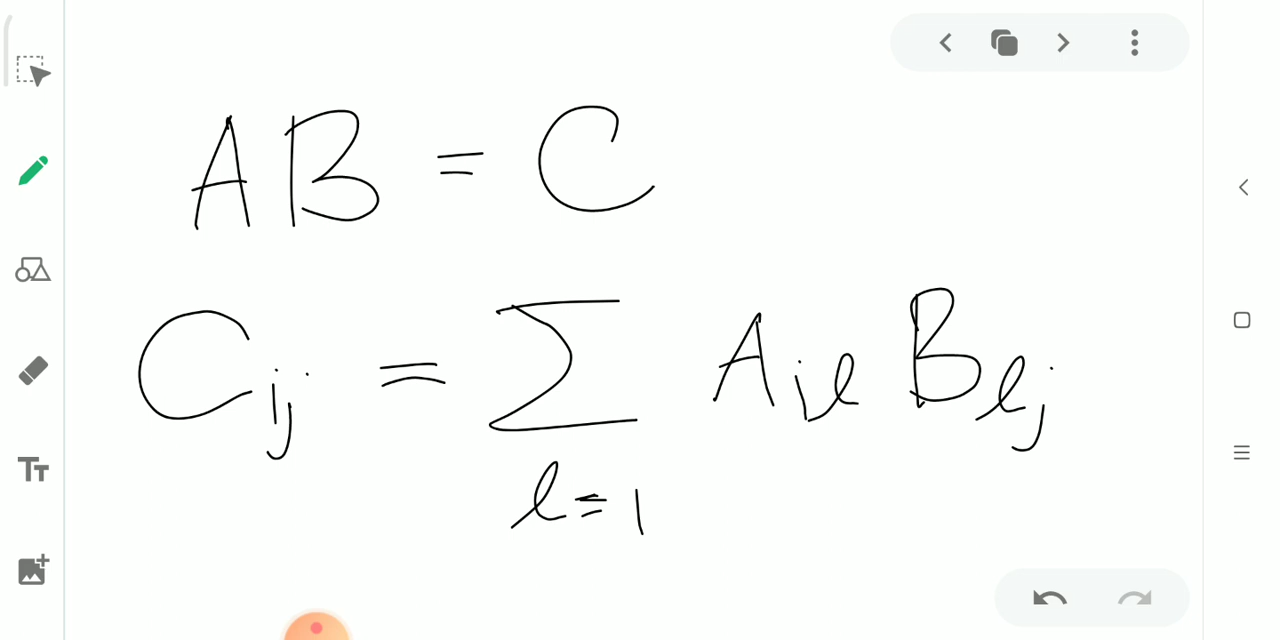 AB = C
Cij = ∑ Aiℓ Bℓj
ℓ=1